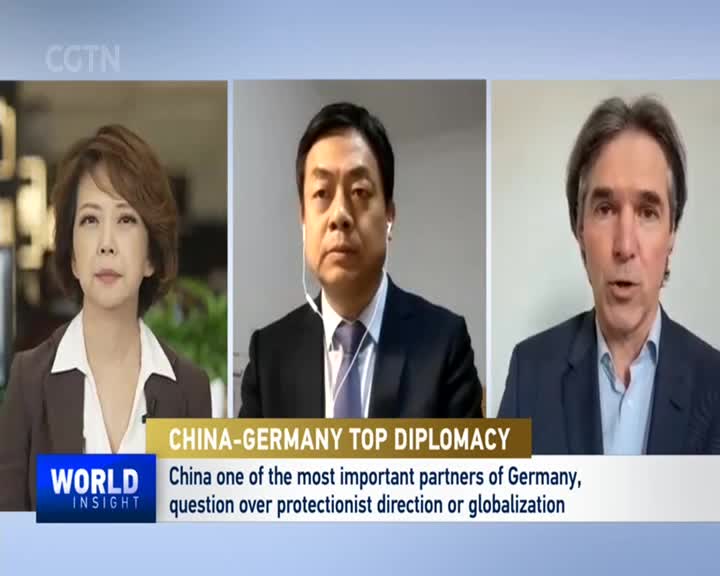 CGTN
CHINA-GERMANY TOP DIPLOMACY
WORLD
INSIGHT
China one of the most important partners of Germany,
question over protectionist direction or globalization